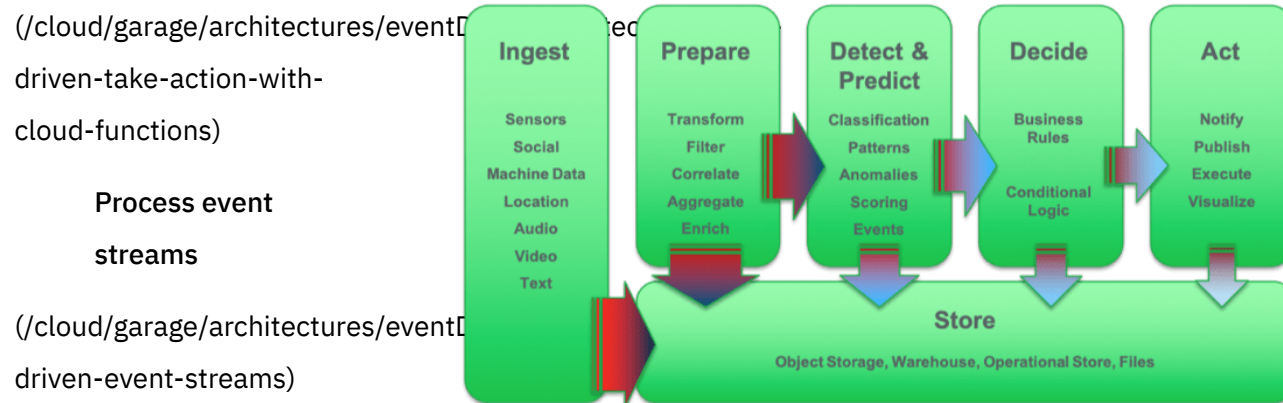 (/cloud/garage/architectures/event
driven-take-action-with-
cloud-functions)
Process event
streams
(/cloud/garage/architectures/event
driven-event-streams)
Ingest
Sensors
Social
Machine Data
Location
Audio
Video
Text
Prepare
Transform
Filter
Correlate
Aggregate
Enrich
Detect &
Predict
Classification
Patterns
Anomalies
Scoring
Events
Decide
Business
Rules
Conditional
Logic
Act
Notify
Publish
Execute
Visualize
Store
Object Storage, Warehouse, Operational Store, Files